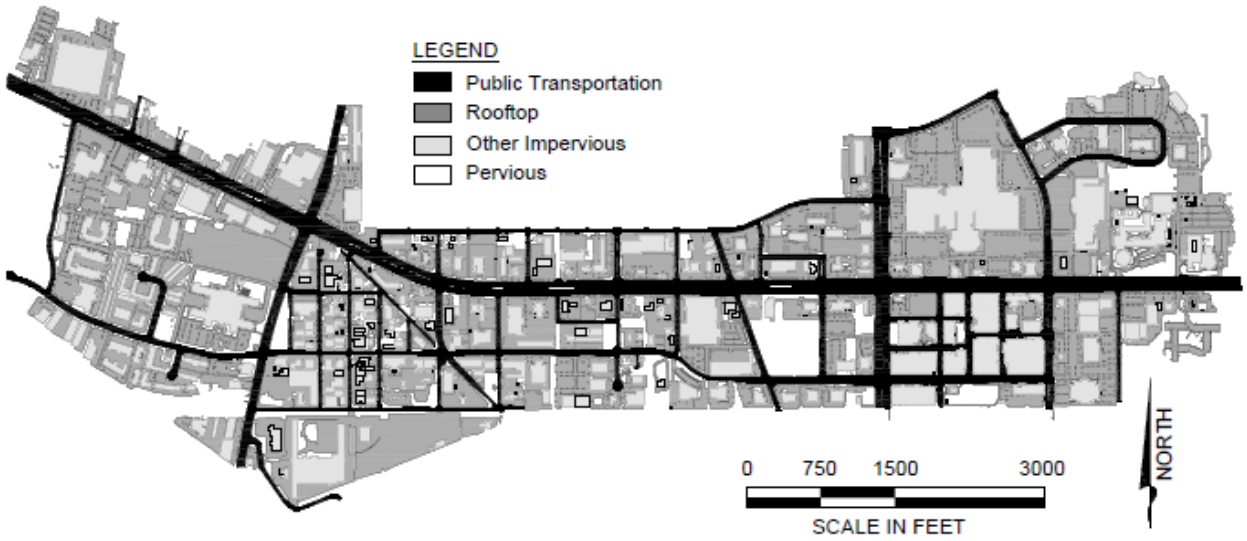 LEGEND
Public Transportation
Rooftop
Other Impervious
Pervious
0 750 1500 3000
SCALE IN FEET
NORTH